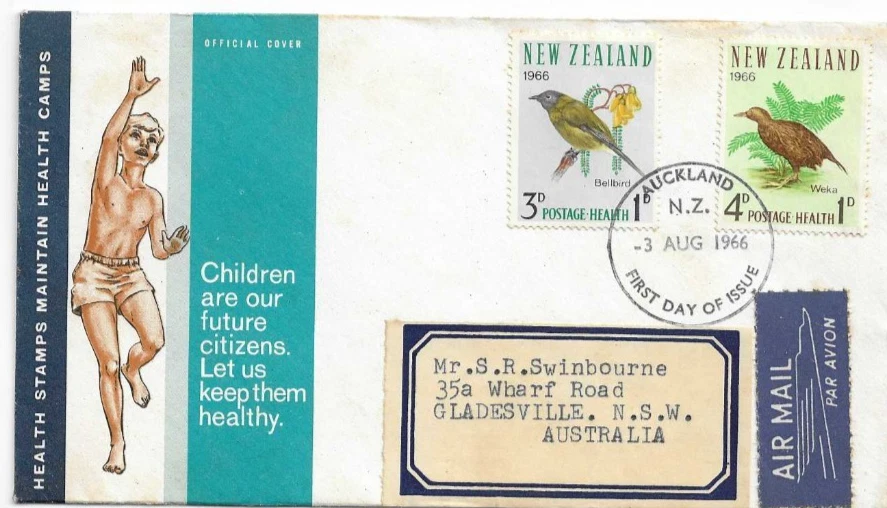 HEALTH STAMPS MAINTAIN HEALTH CAMPS
OFFICIAL COVER
Children
are our
future
citizens.
Let us
keep them
healthy.
NEW ZEALAND
1966
Bellbird
3D POSTAGE·HEALTH 1D
NEW ZEALAND
1966
Weka
4D POSTAGE HEALTH 1D
AUCKLAND
N.Z.
-3 AUG 1966
FIRST DAY OF ISSUE
Mr.S.R.Swinbourne
35a Wharf Road
GLADESVILLE. N.S.W.
AUSTRALIA
AIR MAIL
PAR AVION